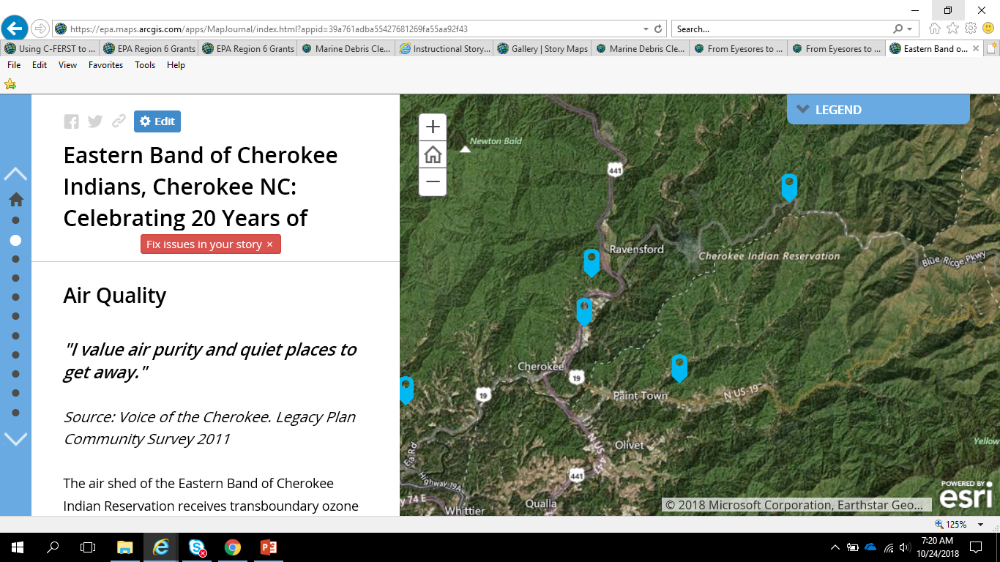 https://epa.maps.arcgis.com/apps/MapJournal/index.html?appid=39a761adba55427681269fa55aa92f43
Search...
Using C-FERST to ...
EPA Region 6 Grants
EPA Region 6 Grants
Marine Debris Cle...
Instructional Story...
Gallery | Story Maps
Marine Debris Cle...
From Eyesores to ...
From Eyesores to ...
Eastern Band o...
File Edit View Favorites Tools Help
Edit
Eastern Band of Cherokee
Indians, Cherokee NC:
Celebrating 20 Years of
Fix issues in your story ×
Air Quality
"I value air purity and quiet places to
get away."
Source: Voice of the Cherokee. Legacy Plan
Community Survey 2011
The air shed of the Eastern Band of Cherokee
Indian Reservation receives transboundary ozone
LEGEND
Newton Bald
441
Ravensford
Cherokee Indian Reservation
Blue Ridge Pkwy
Cherokee
19
19
Paint Town
N US-19
N US 441
Olivet
Ela Rd
Yellow
Highway 19A
441
y 74 E
Whittier
Qualla
POWERED BY
esri
© 2018 Microsoft Corporation, Earthstar Geo...
125%
7:20 AM
10/24/2018